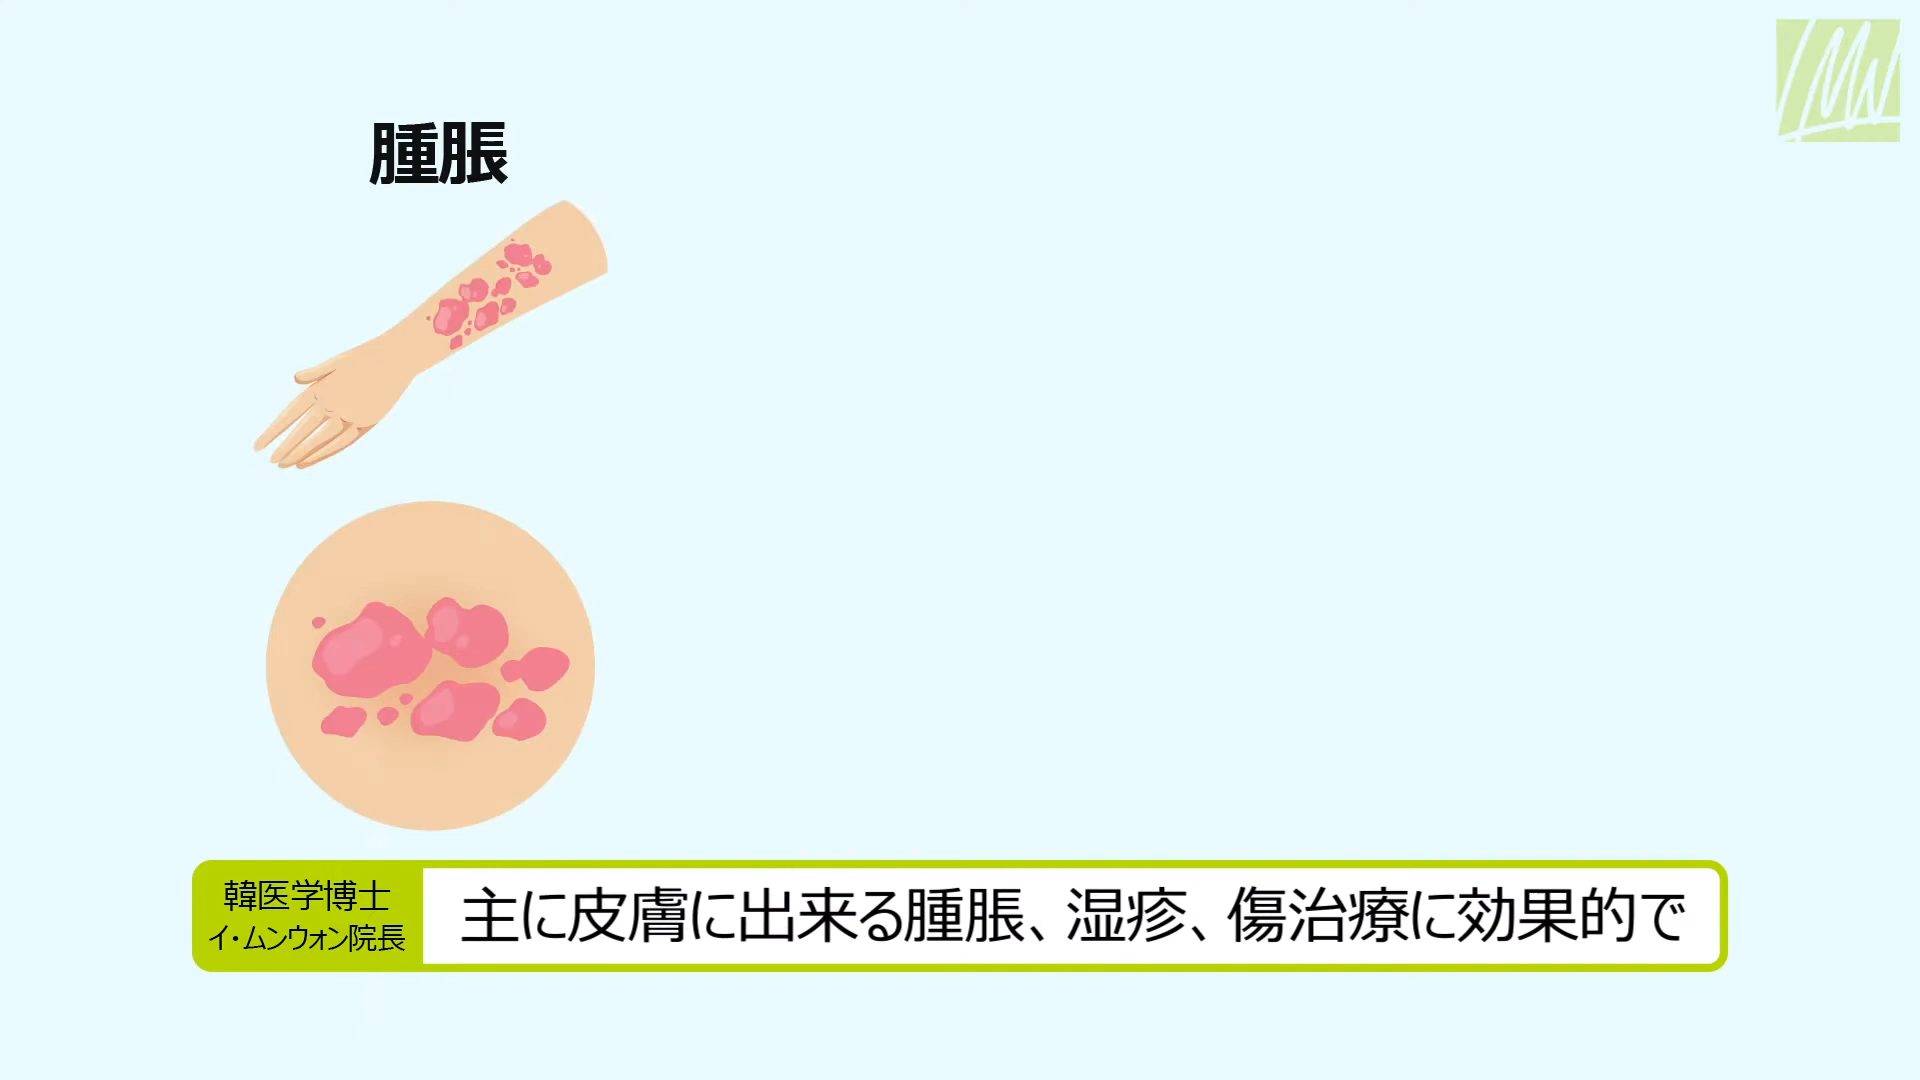 腫脹
韓医学博士
イ・ムンウォン院長
主に皮膚に出来る腫脹、湿疹、傷治療に効果的で